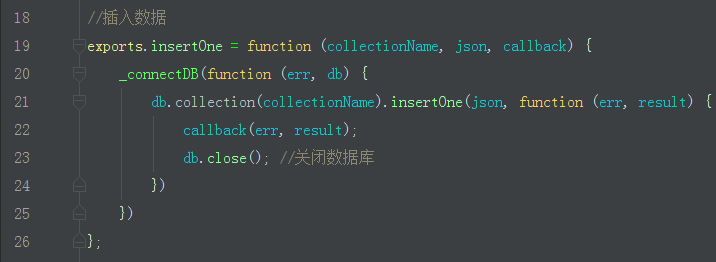 18 //插入数据
19 exports.insertOne = function (collectionName, json, callback) {
20 _connectDB(function (err, db) {
21 db.collection(collectionName).insertOne(json, function (err, result) {
22 callback(err, result);
23 db.close(); //关闭数据库
24 })
25 })
26 };